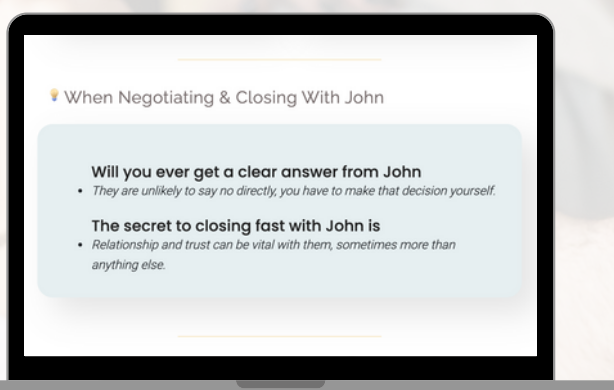 When Negotiating & Closing With John
Will you ever get a clear answer from John
• They are unlikely to say no directly, you have to make that decision yourself.
The secret to closing fast with John is
• Relationship and trust can be vital with them, sometimes more than
anything else.